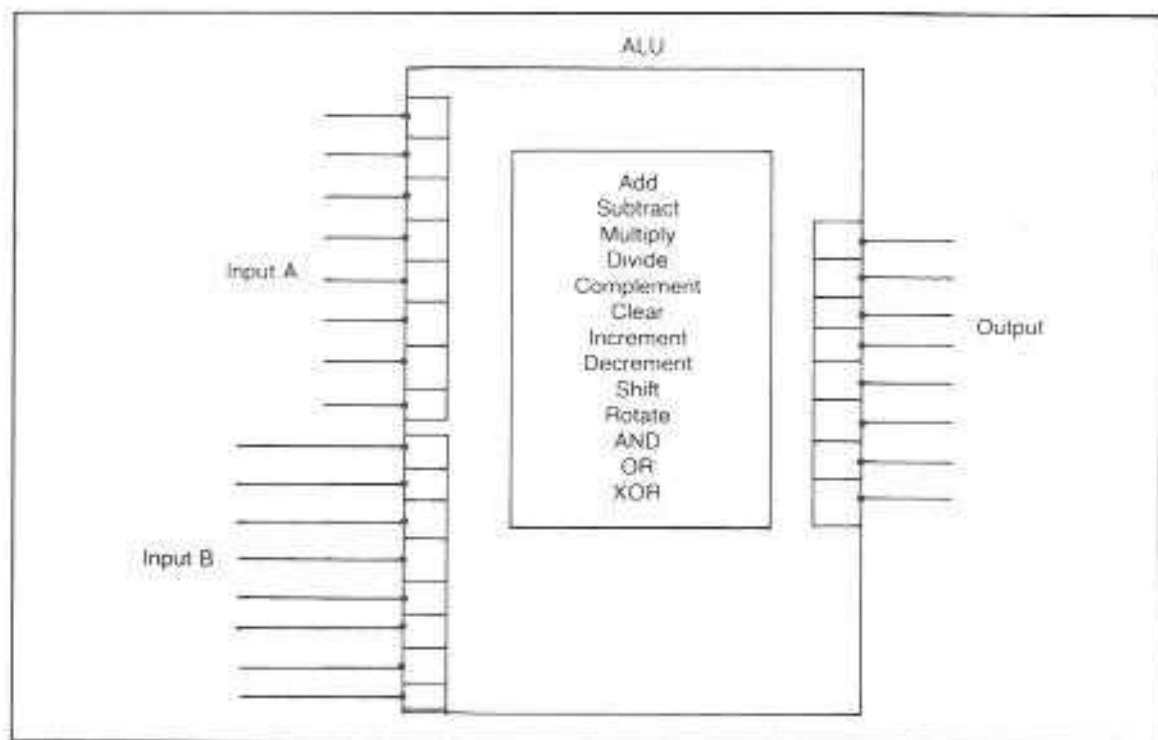 ALU
Input A
Add
Subtract
Multiply
Divide
Complement
Clear
Increment
Decrement
Shift
Rotate
AND
OR
XOR
Output
Input B